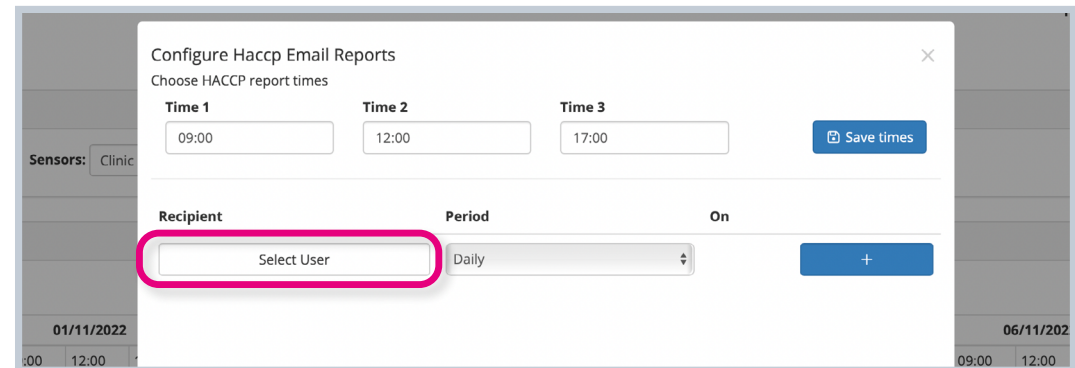 Configure Haccp Email Reports
×
Choose HACCP report times
Time 1 Time 2 Time 3
09:00 12:00 17:00 Save times
Sensors: Clinic
Recipient Period On
Select User Daily +
01/11/2022 06/11/202
:00 12:00 09:00 12:00